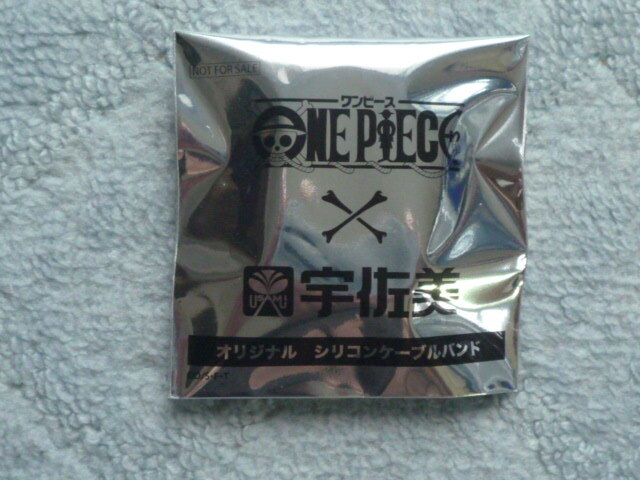 NOT FOR SALE
ワンピース
ONE PIECE
×
USAMI 宇佐美
オリジナル シリコンケーブルバンド